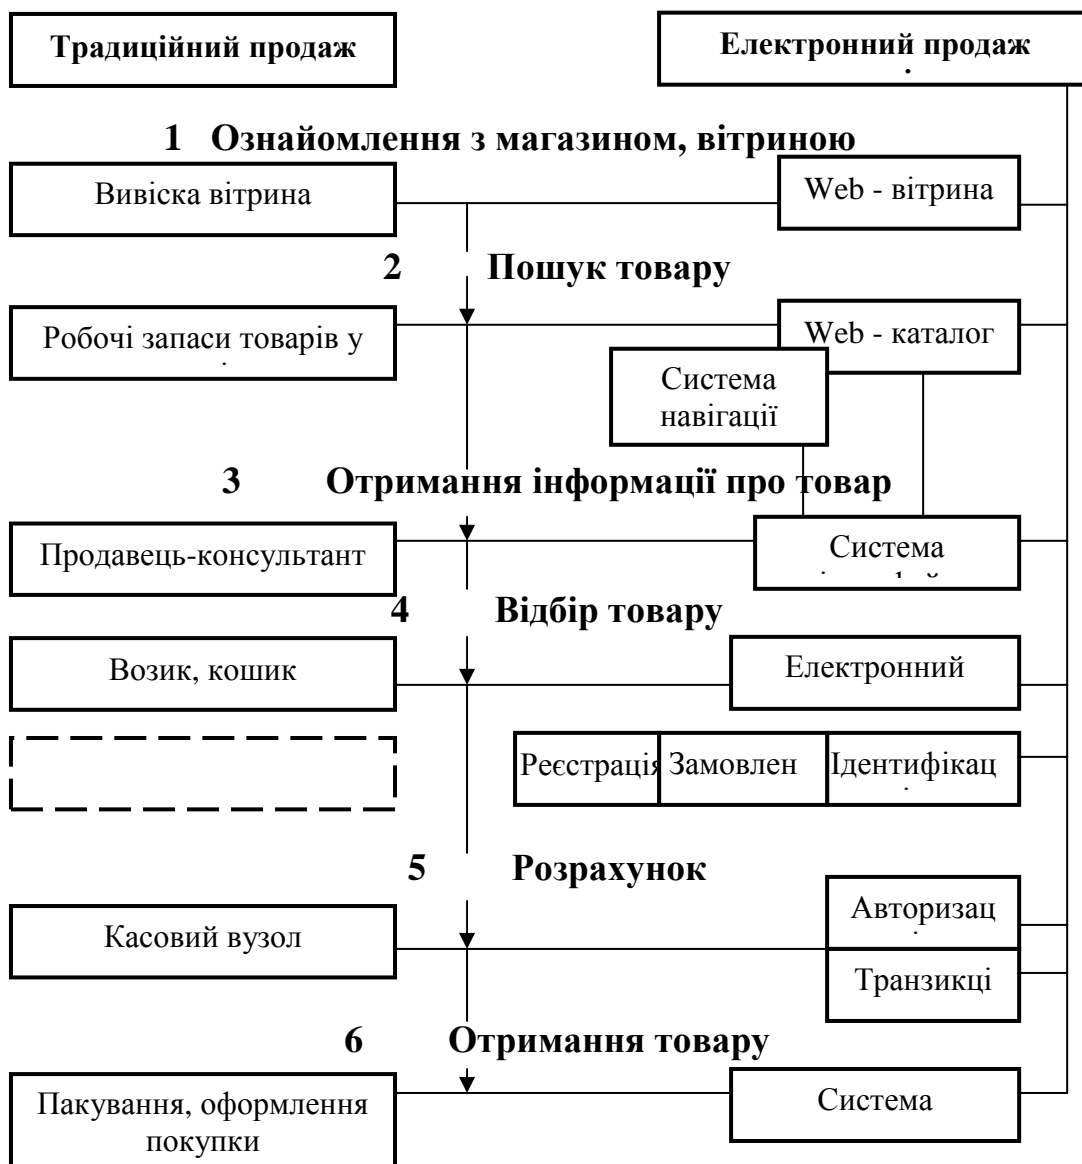 Традиційний продаж
Електронний продаж
1 Ознайомлення з магазином, вітриною
Вивіска вітрина
Web - вітрина
2 Пошук товару
Робочі запаси товарів у
Web - каталог
Система
навігації
3 Отримання інформації про товар
Продавець-консультант
Система
4 Відбір товару
Возик, кошик
Електронний
Реєстрація
Замовлен
Ідентифікац
5 Розрахунок
Касовий вузол
Авторизац
Транзикці
6 Отримання товару
Пакування, оформлення
покупки
Система